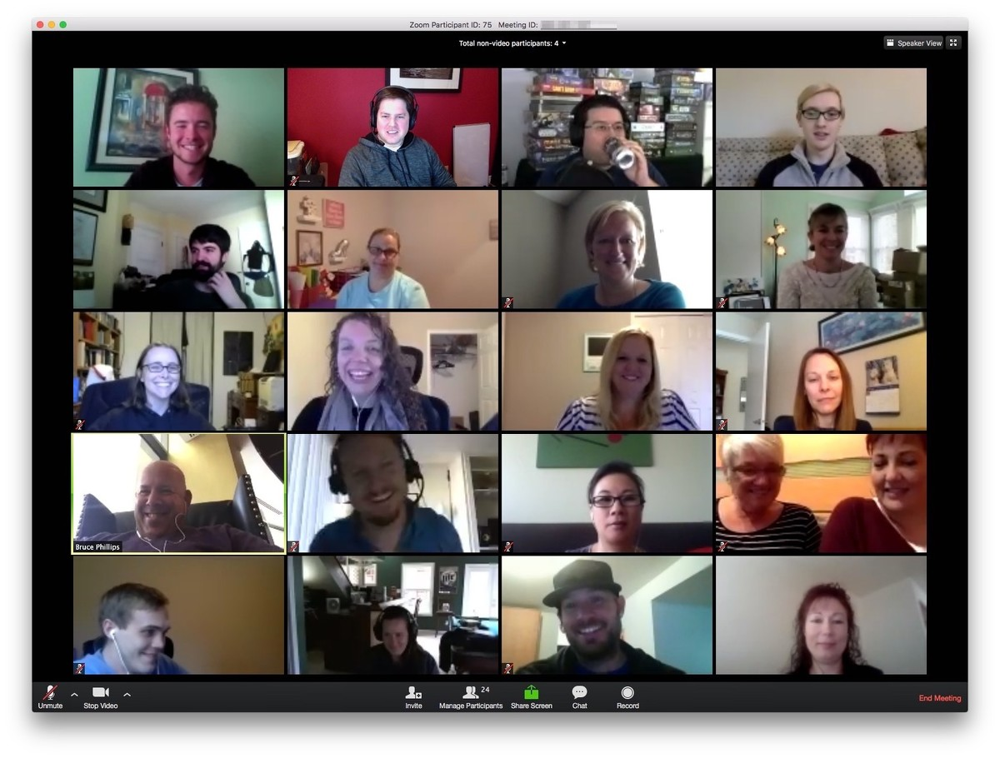 Zoom Participant ID: 75 Meeting ID:
Total non-video participants: 4
Speaker View
Bruce Phillips
Unmute
Stop Video
Invite
24
Manage Participants
Share Screen
Chat
Record
End Meeting